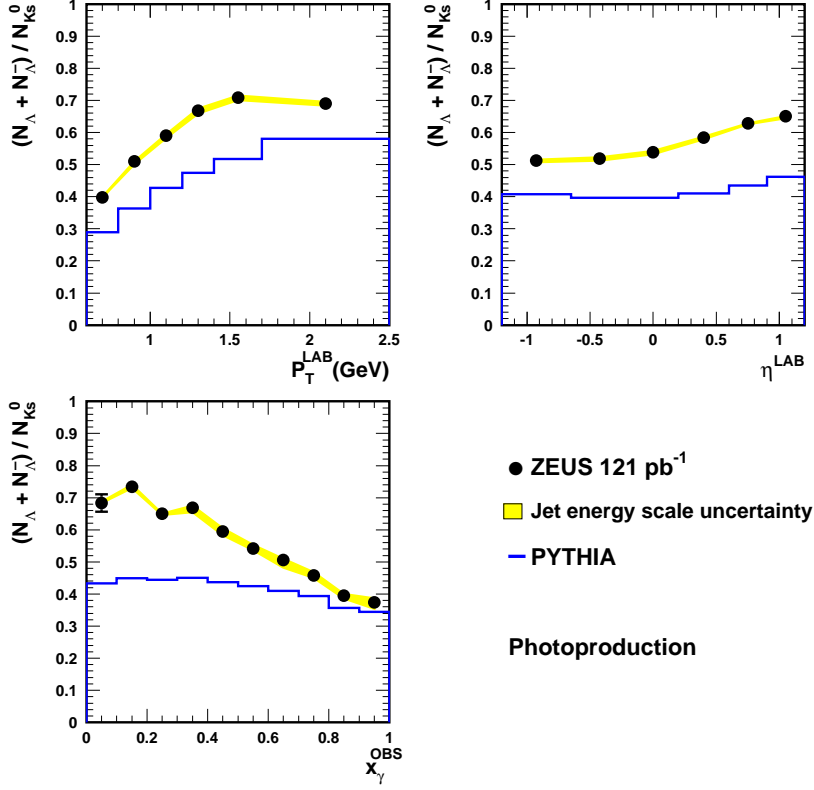 (N_Λ + N_Λ̄) / N_Ks^0
1
0.9
0.8
0.7
0.6
0.5
0.4
0.3
0.2
0.1
0
1 1.5 2 2.5
P_T^LAB (GeV)
(N_Λ + N_Λ̄) / N_Ks^0
1
0.9
0.8
0.7
0.6
0.5
0.4
0.3
0.2
0.1
0
-1 -0.5 0 0.5 1
η^LAB
(N_Λ + N_Λ̄) / N_Ks^0
1
0.9
0.8
0.7
0.6
0.5
0.4
0.3
0.2
0.1
0
0 0.2 0.4 0.6 0.8 1
x_γ^OBS
ZEUS 121 pb^-1
Jet energy scale uncertainty
PYTHIA
Photoproduction